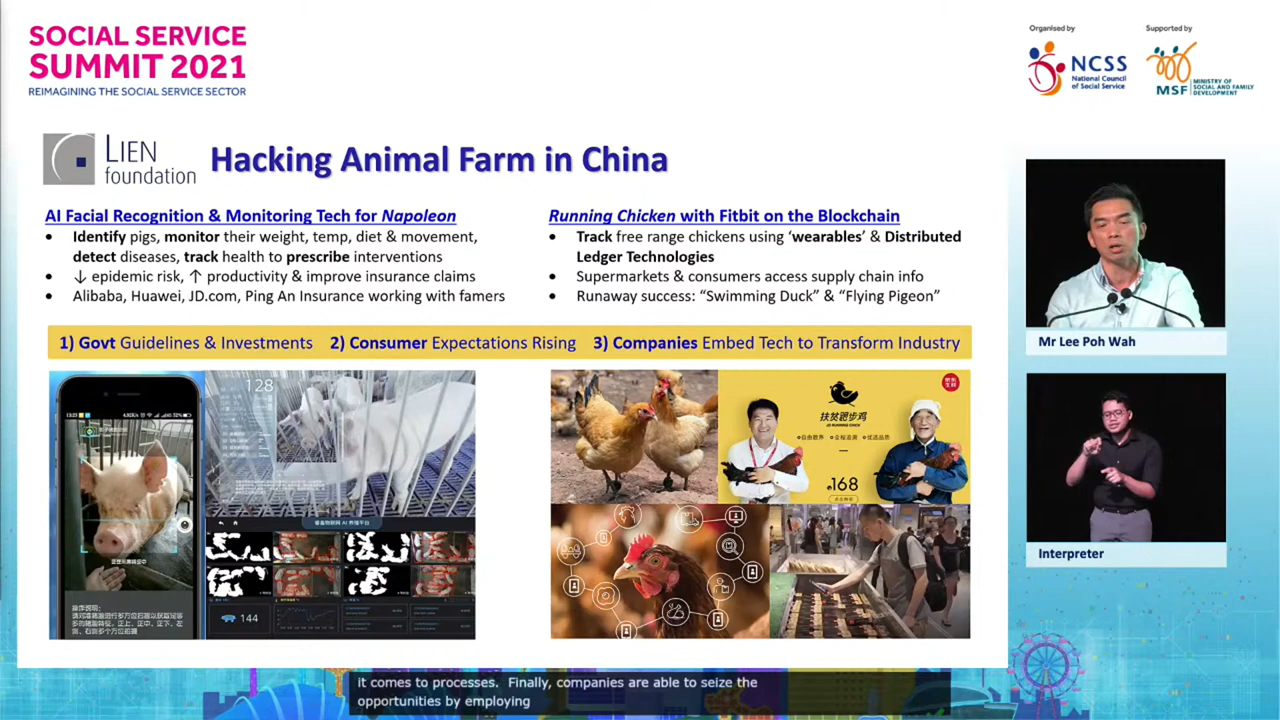 SOCIAL SERVICE
SUMMIT 2021
REIMAGINING THE SOCIAL SERVICE SECTOR
Organised by
NCSS
National Council
of Social Service
Supported by
MSF
MINISTRY OF
SOCIAL AND FAMILY
DEVELOPMENT
LIEN
foundation
Hacking Animal Farm in China
AI Facial Recognition & Monitoring Tech for Napoleon
• Identify pigs, monitor their weight, temp, diet & movement,
detect diseases, track health to prescribe interventions
• ↓ epidemic risk, ↑ productivity & improve insurance claims
• Alibaba, Huawei, JD.com, Ping An Insurance working with famers
Running Chicken with Fitbit on the Blockchain
• Track free range chickens using ‘wearables’ & Distributed
Ledger Technologies
• Supermarkets & consumers access supply chain info
• Runaway success: “Swimming Duck” & “Flying Pigeon”
1) Govt Guidelines & Investments 2) Consumer Expectations Rising 3) Companies Embed Tech to Transform Industry
128
144
操作说明:
扶贫跑步鸡
JD RUNNING CHICKEN
168
Mr Lee Poh Wah
Interpreter
it comes to processes. Finally, companies are able to seize the
opportunities by employing